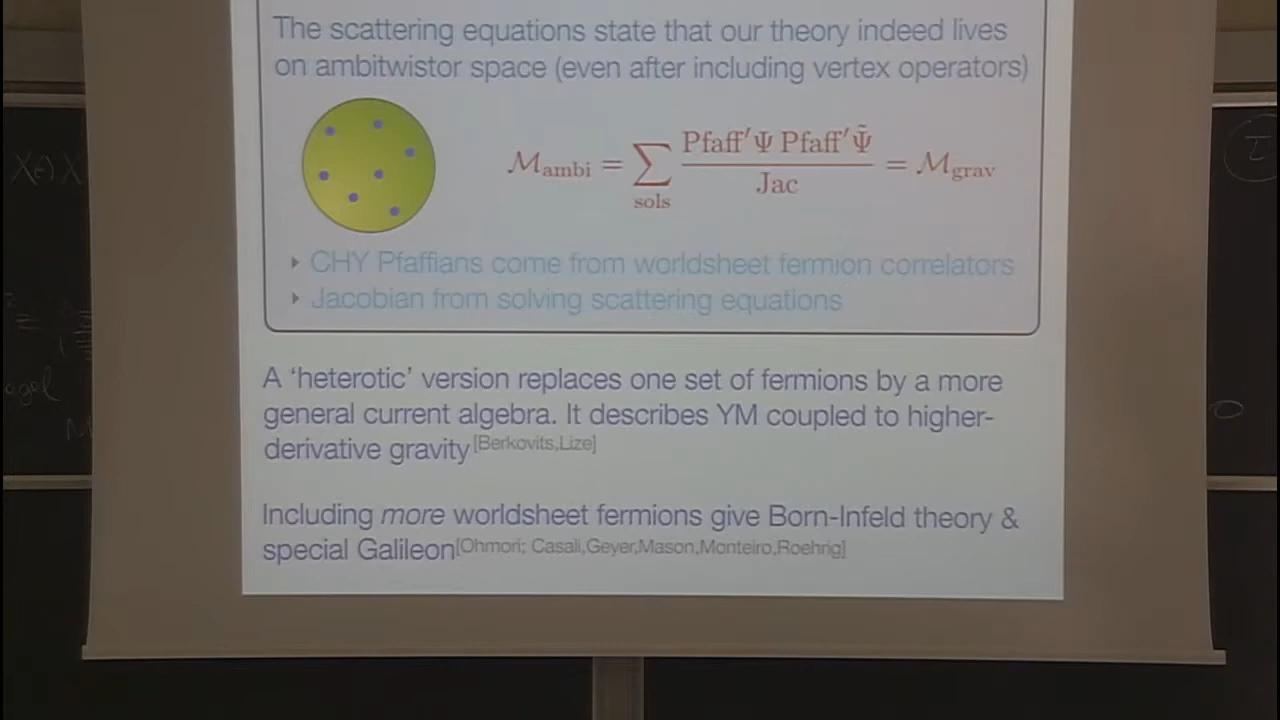 The scattering equations state that our theory indeed lives
on ambitwistor space (even after including vertex operators)
X(-)X
𝓜ambi = ∑sols Pfaff′Ψ Pfaff′Ψ̃ / Jac = 𝓜grav
‣ CHY Pfaffians come from worldsheet fermion correlators
‣ Jacobian from solving scattering equations
A 'heterotic' version replaces one set of fermions by a more
general current algebra. It describes YM coupled to higher-
derivative gravity[Berkovits,Lize]
Including more worldsheet fermions give Born-Infeld theory &
special Galileon[Ohmori; Casali,Geyer,Mason,Monteiro,Roehrig]